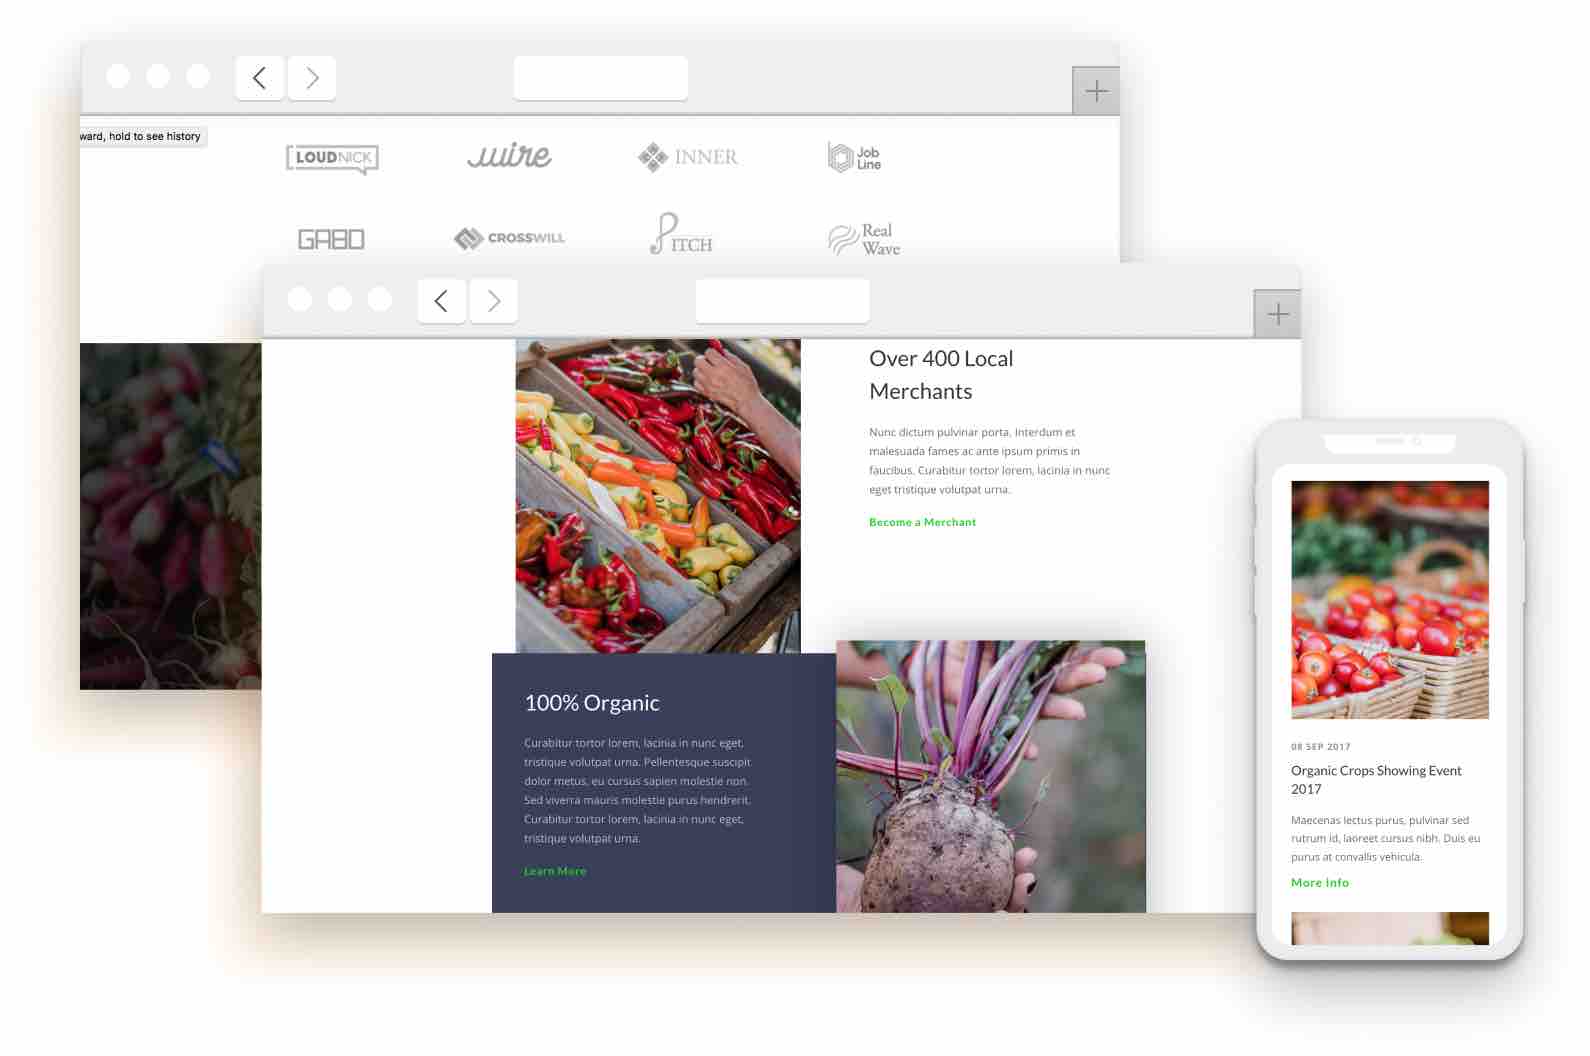 ward, hold to see history
LOUDNICK
wire
INNER
Job
Line
GABO
CROSSWILL
PITCH
Real
Wave
Over 400 Local
Merchants
Nunc dictum pulvinar porta. Interdum et
malesuada fames ac ante ipsum primis in
faucibus. Curabitur tortor lorem, lacinia in nunc
eget tristique volutpat urna.
Become a Merchant
100% Organic
Curabitur tortor lorem, lacinia in nunc eget,
tristique volutpat urna. Pellentesque suscipit
dolor metus, eu cursus sapien molestie non.
Sed viverra mauris molestie purus hendrerit.
Curabitur tortor lorem, lacinia in nunc eget,
tristique volutpat urna.
Learn More
08 SEP 2017
Organic Crops Showing Event
2017
Maecenas lectus purus, pulvinar sed
rutrum id, laoreet cursus nibh. Duis eu
purus at convallis vehicula.
More Info